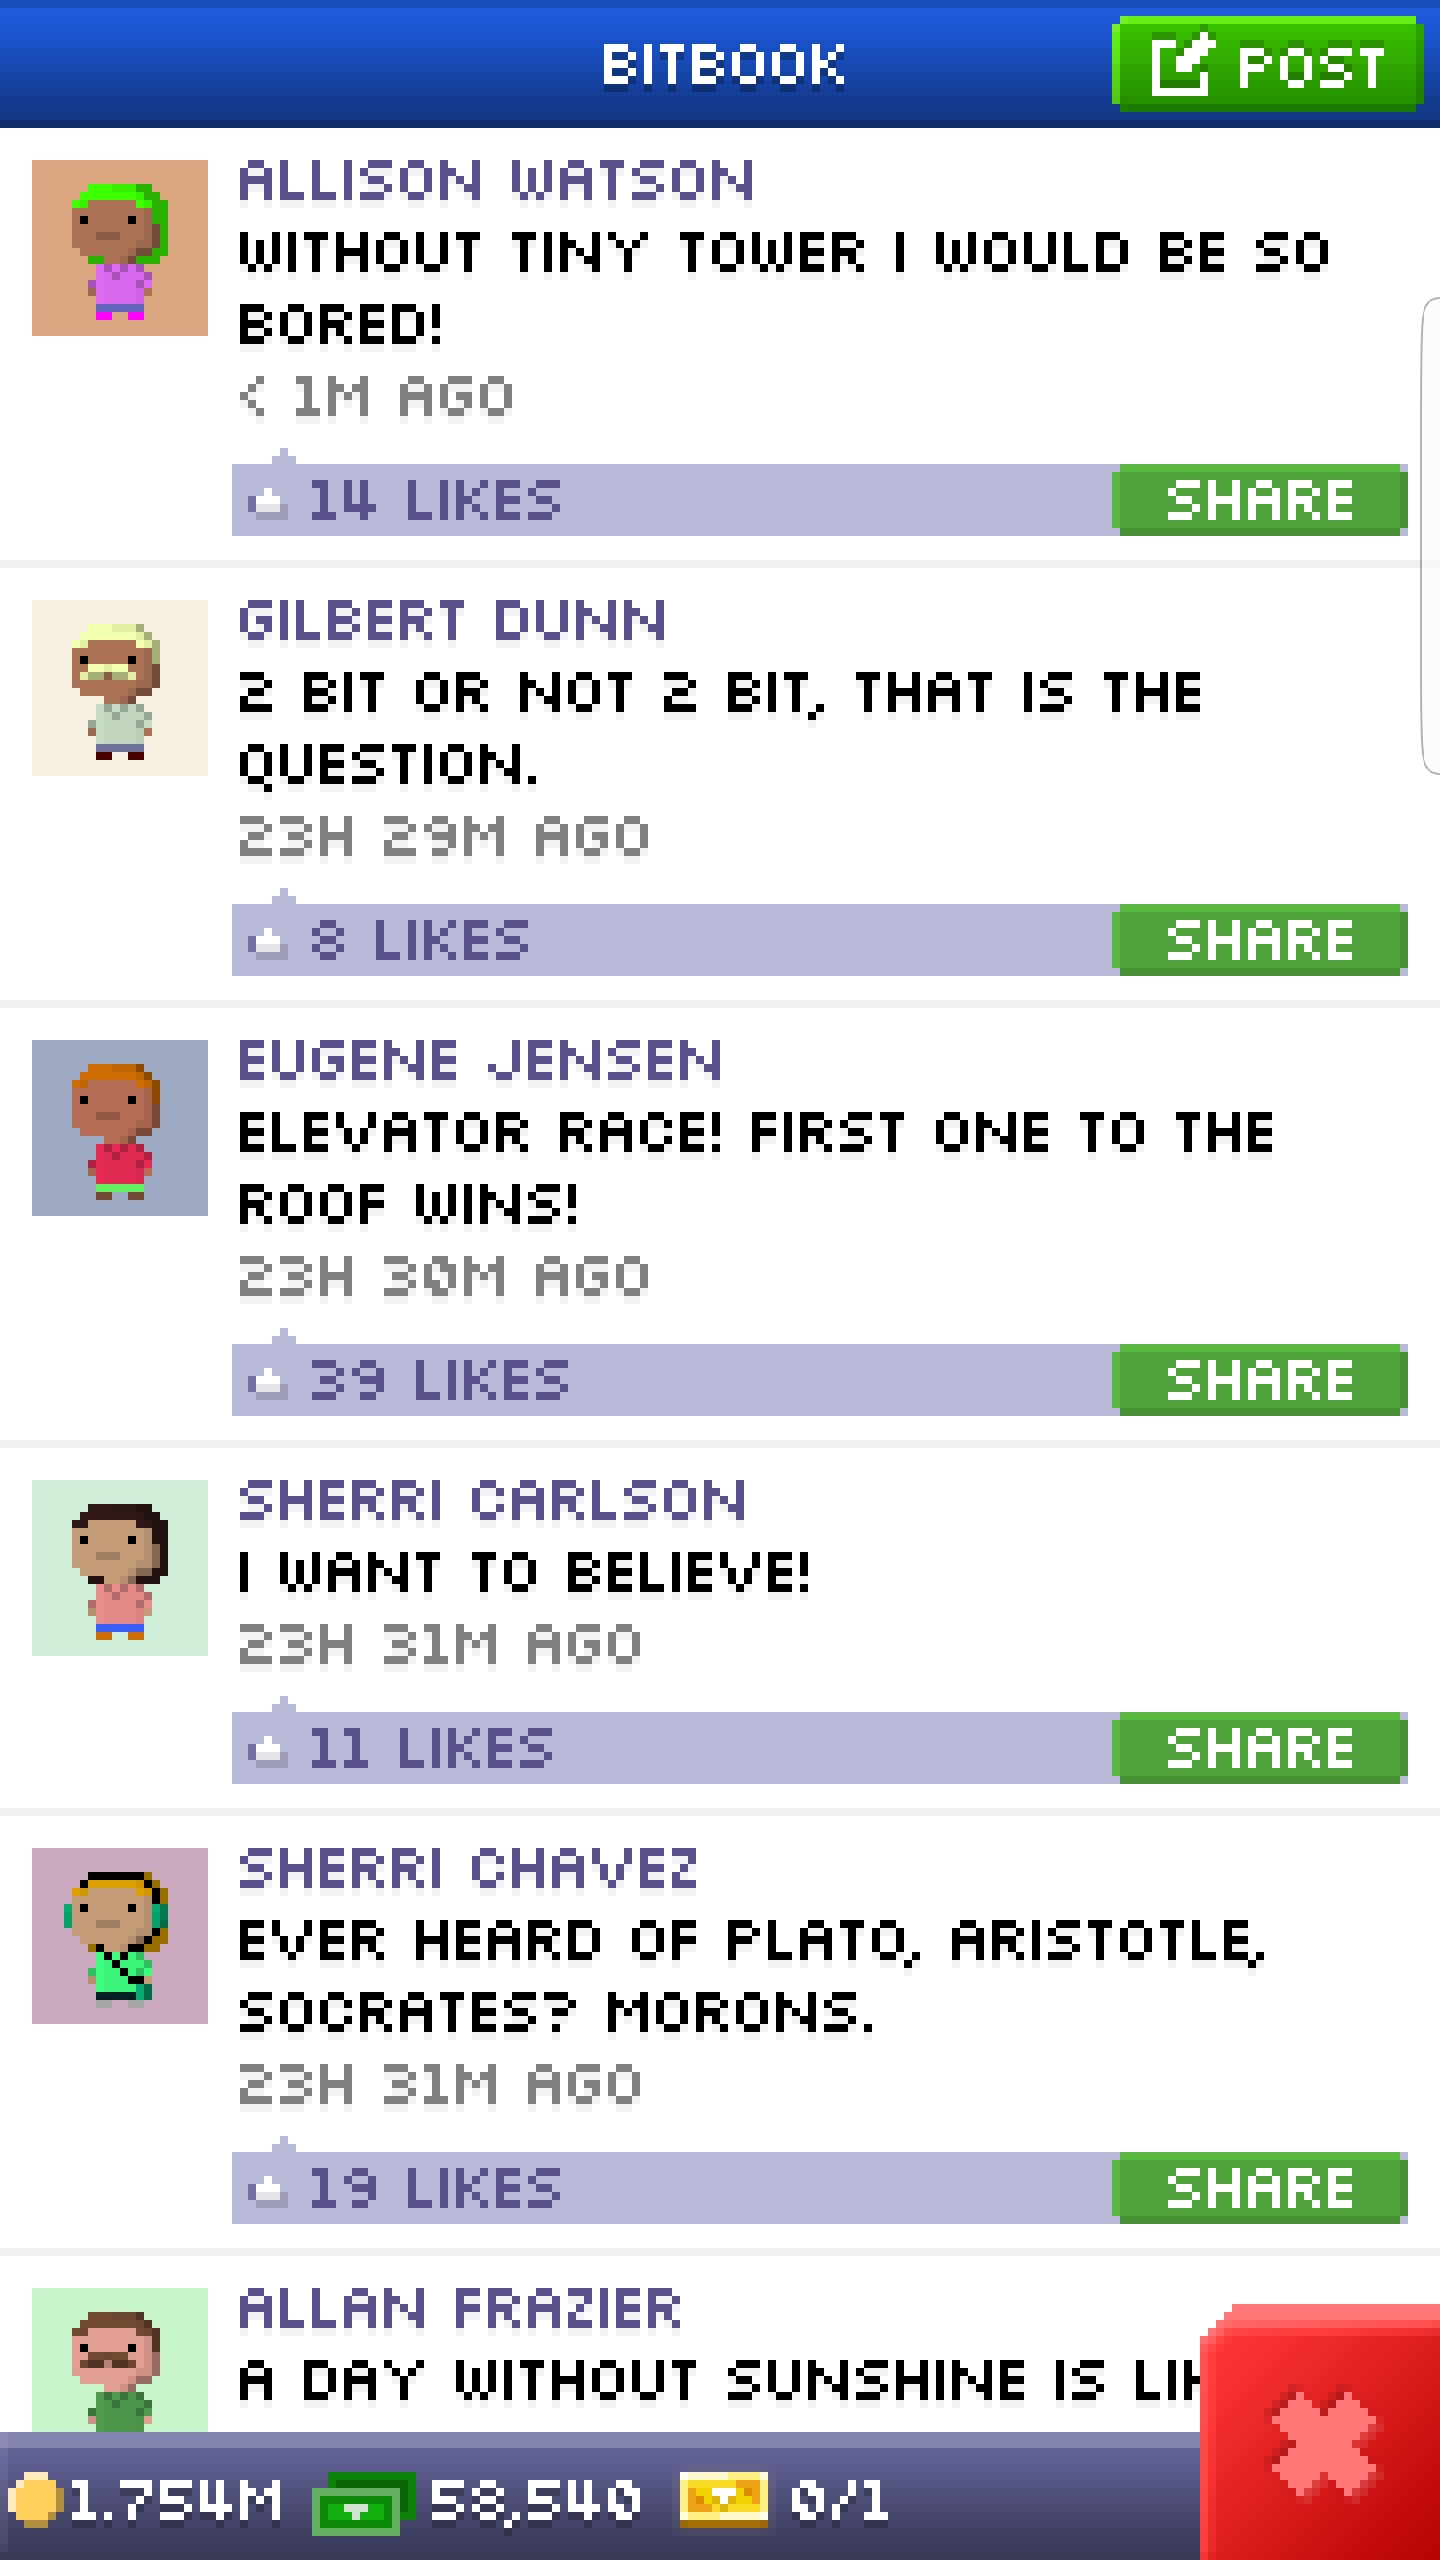 BITBOOK
POST
ALLISON WATSON
WITHOUT TINY TOWER I WOULD BE SO
BORED!
< 1M AGO
14 LIKES
SHARE
GILBERT DUNN
2 BIT OR NOT 2 BIT, THAT IS THE
QUESTION.
23H 29M AGO
8 LIKES
SHARE
EUGENE JENSEN
ELEVATOR RACE! FIRST ONE TO THE
ROOF WINS!
23H 30M AGO
39 LIKES
SHARE
SHERRI CARLSON
I WANT TO BELIEVE!
23H 31M AGO
11 LIKES
SHARE
SHERRI CHAVEZ
EVER HEARD OF PLATO, ARISTOTLE,
SOCRATES? MORONS.
23H 31M AGO
19 LIKES
SHARE
ALLAN FRAZIER
A DAY WITHOUT SUNSHINE IS
1.754M 58,540 0/1